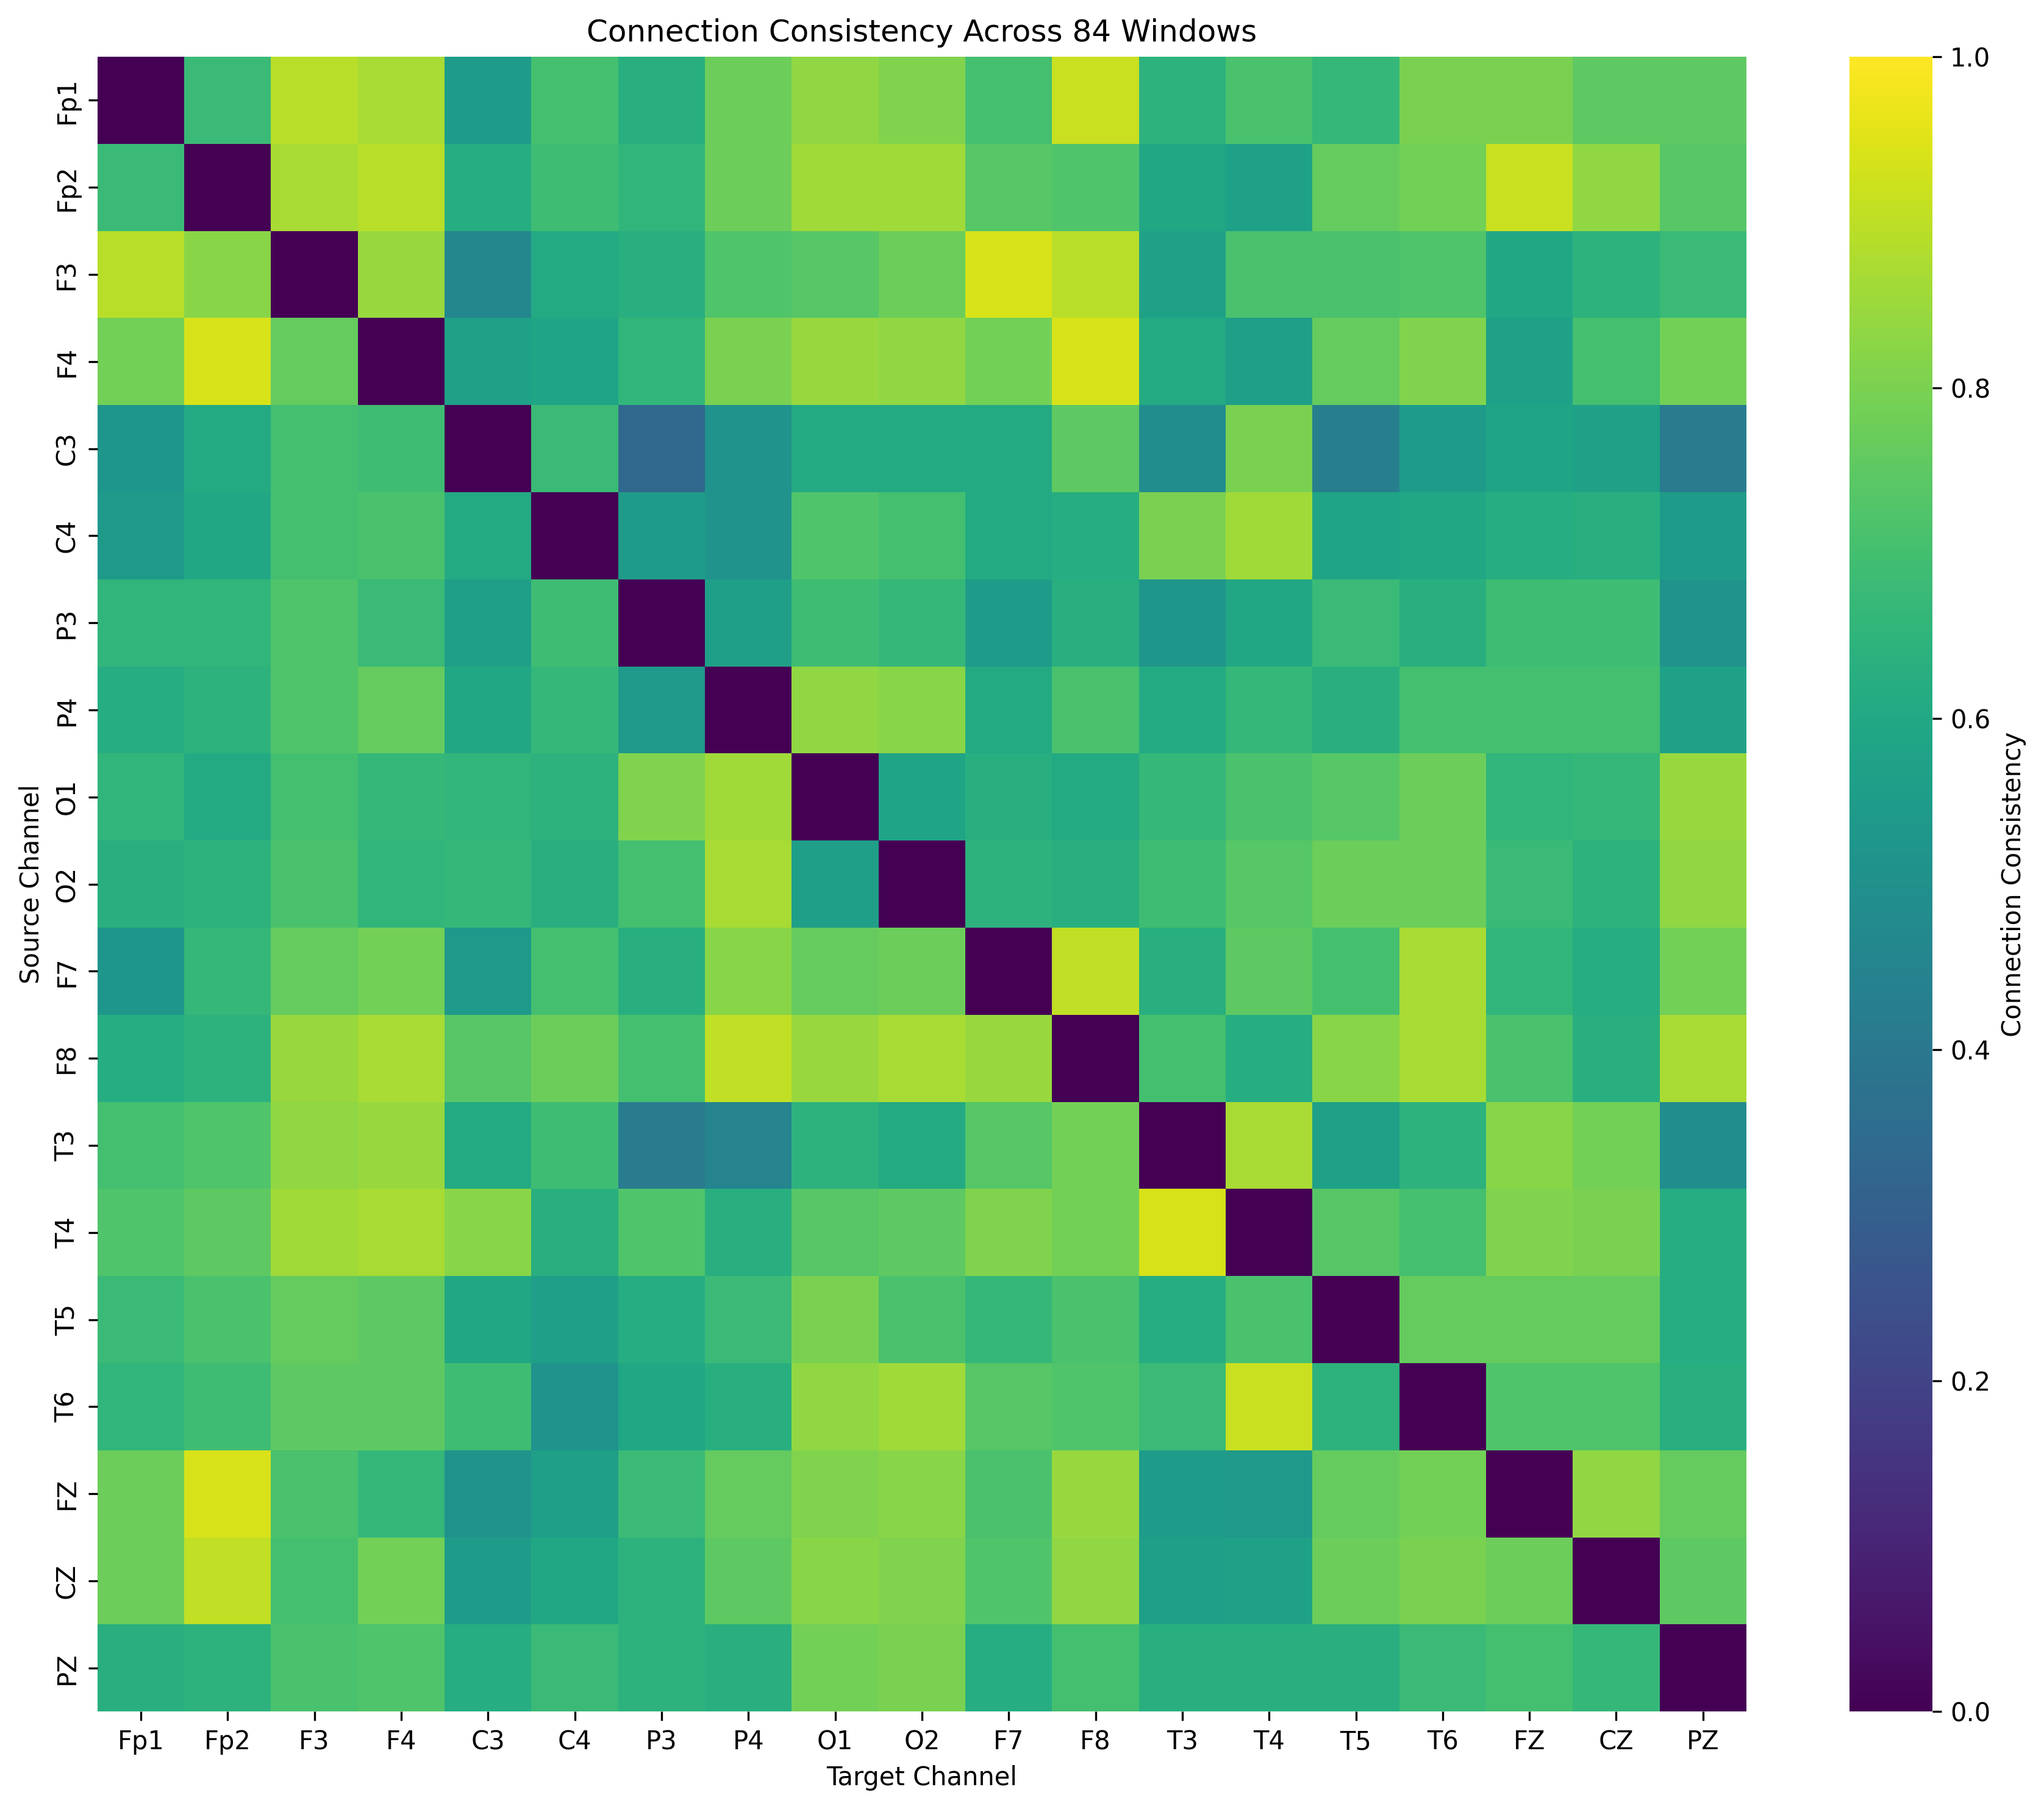 Connection Consistency Across 84 Windows
Source Channel
Fp1
Fp2
F3
F4
C3
C4
P3
P4
O1
O2
F7
F8
T3
T4
T5
T6
FZ
CZ
PZ
Fp1 Fp2 F3 F4 C3 C4 P3 P4 O1 O2 F7 F8 T3 T4 T5 T6 FZ CZ PZ
Target Channel
1.0
0.8
0.6
0.4
0.2
0.0
Connection Consistency